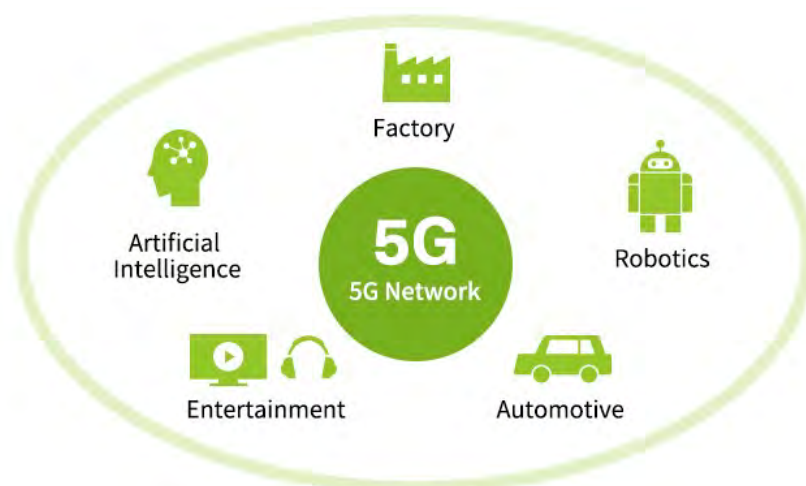 Factory
Artificial
Intelligence
5G
5G Network
Robotics
Entertainment
Automotive